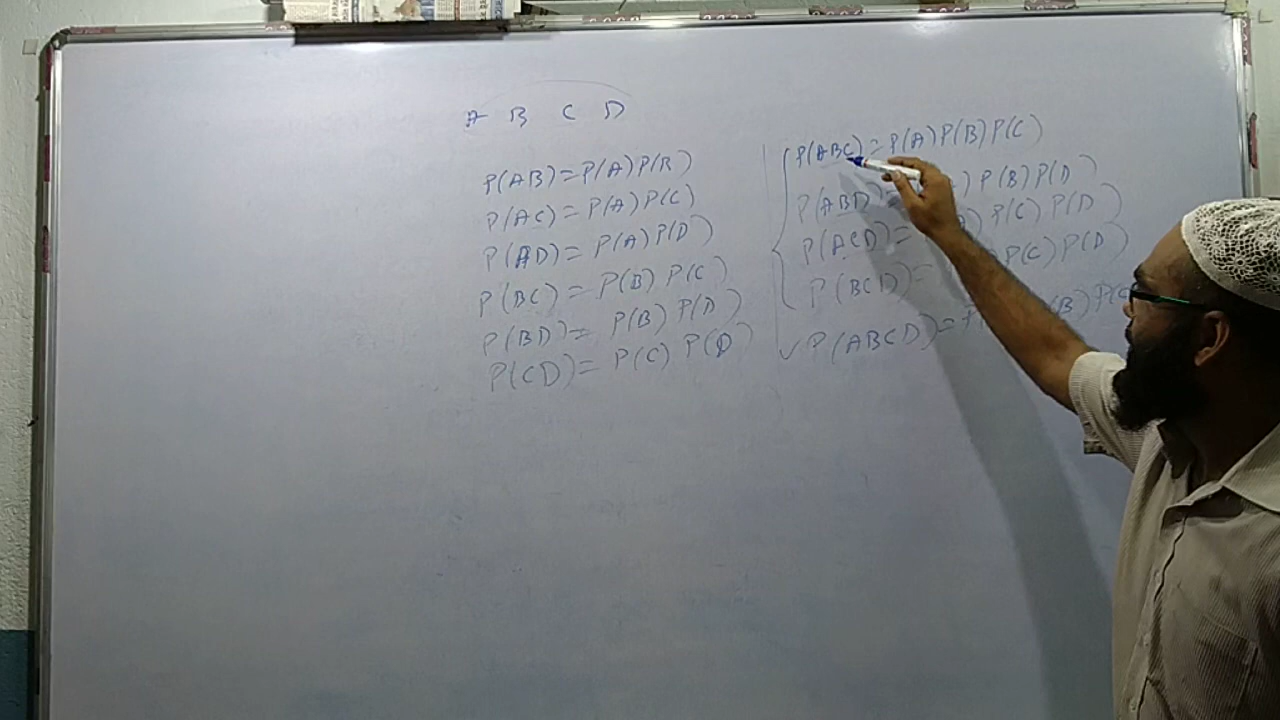 A B C D
P(AB)=P(A)P(B)
P(AC)=P(A)P(C)
P(AD)=P(A)P(D)
P(BC)=P(B)P(C)
P(BD)=P(B)P(D)
P(CD)=P(C)P(D)
P(ABC)=P(A)P(B)P(C)
P(ABD)= ) P(B)P(D)
P(ACD)= ) P(C)P(D)
P(BCD)= P(C)P(D)
✓ P(ABCD)=P (B)P(C